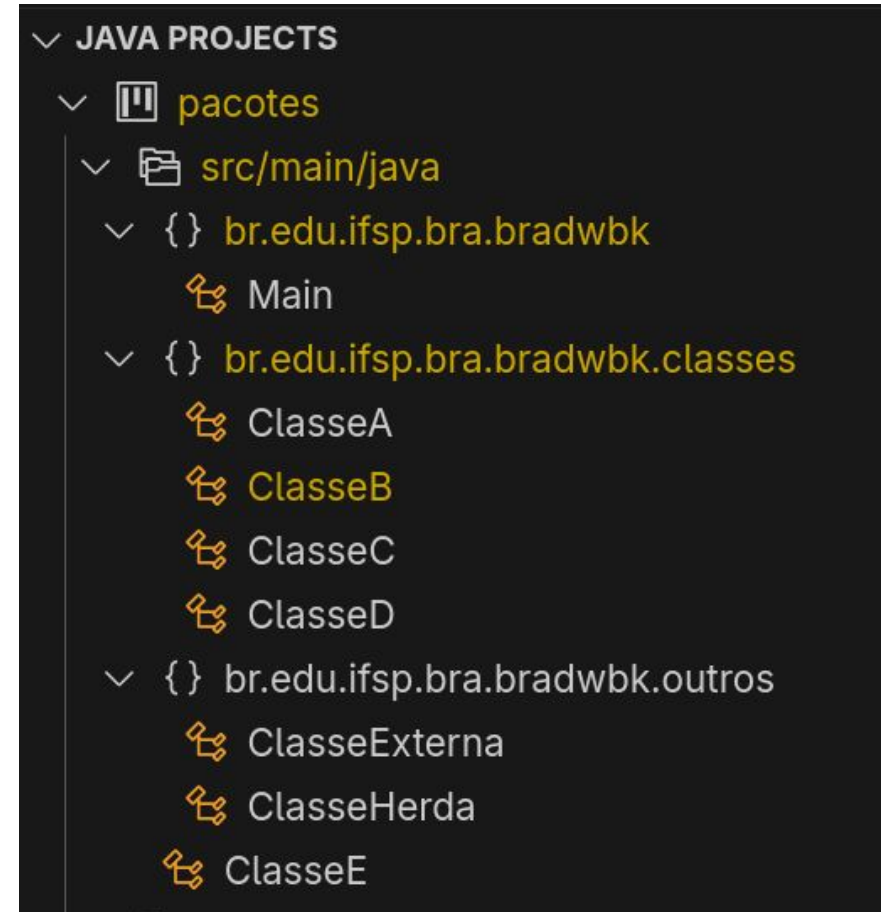 JAVA PROJECTS
pacotes
src/main/java
{} br.edu.ifsp.bra.bradwbk
Main
{} br.edu.ifsp.bra.bradwbk.classes
ClasseA
ClasseB
ClasseC
ClasseD
{} br.edu.ifsp.bra.bradwbk.outros
ClasseExterna
ClasseHerda
ClasseE